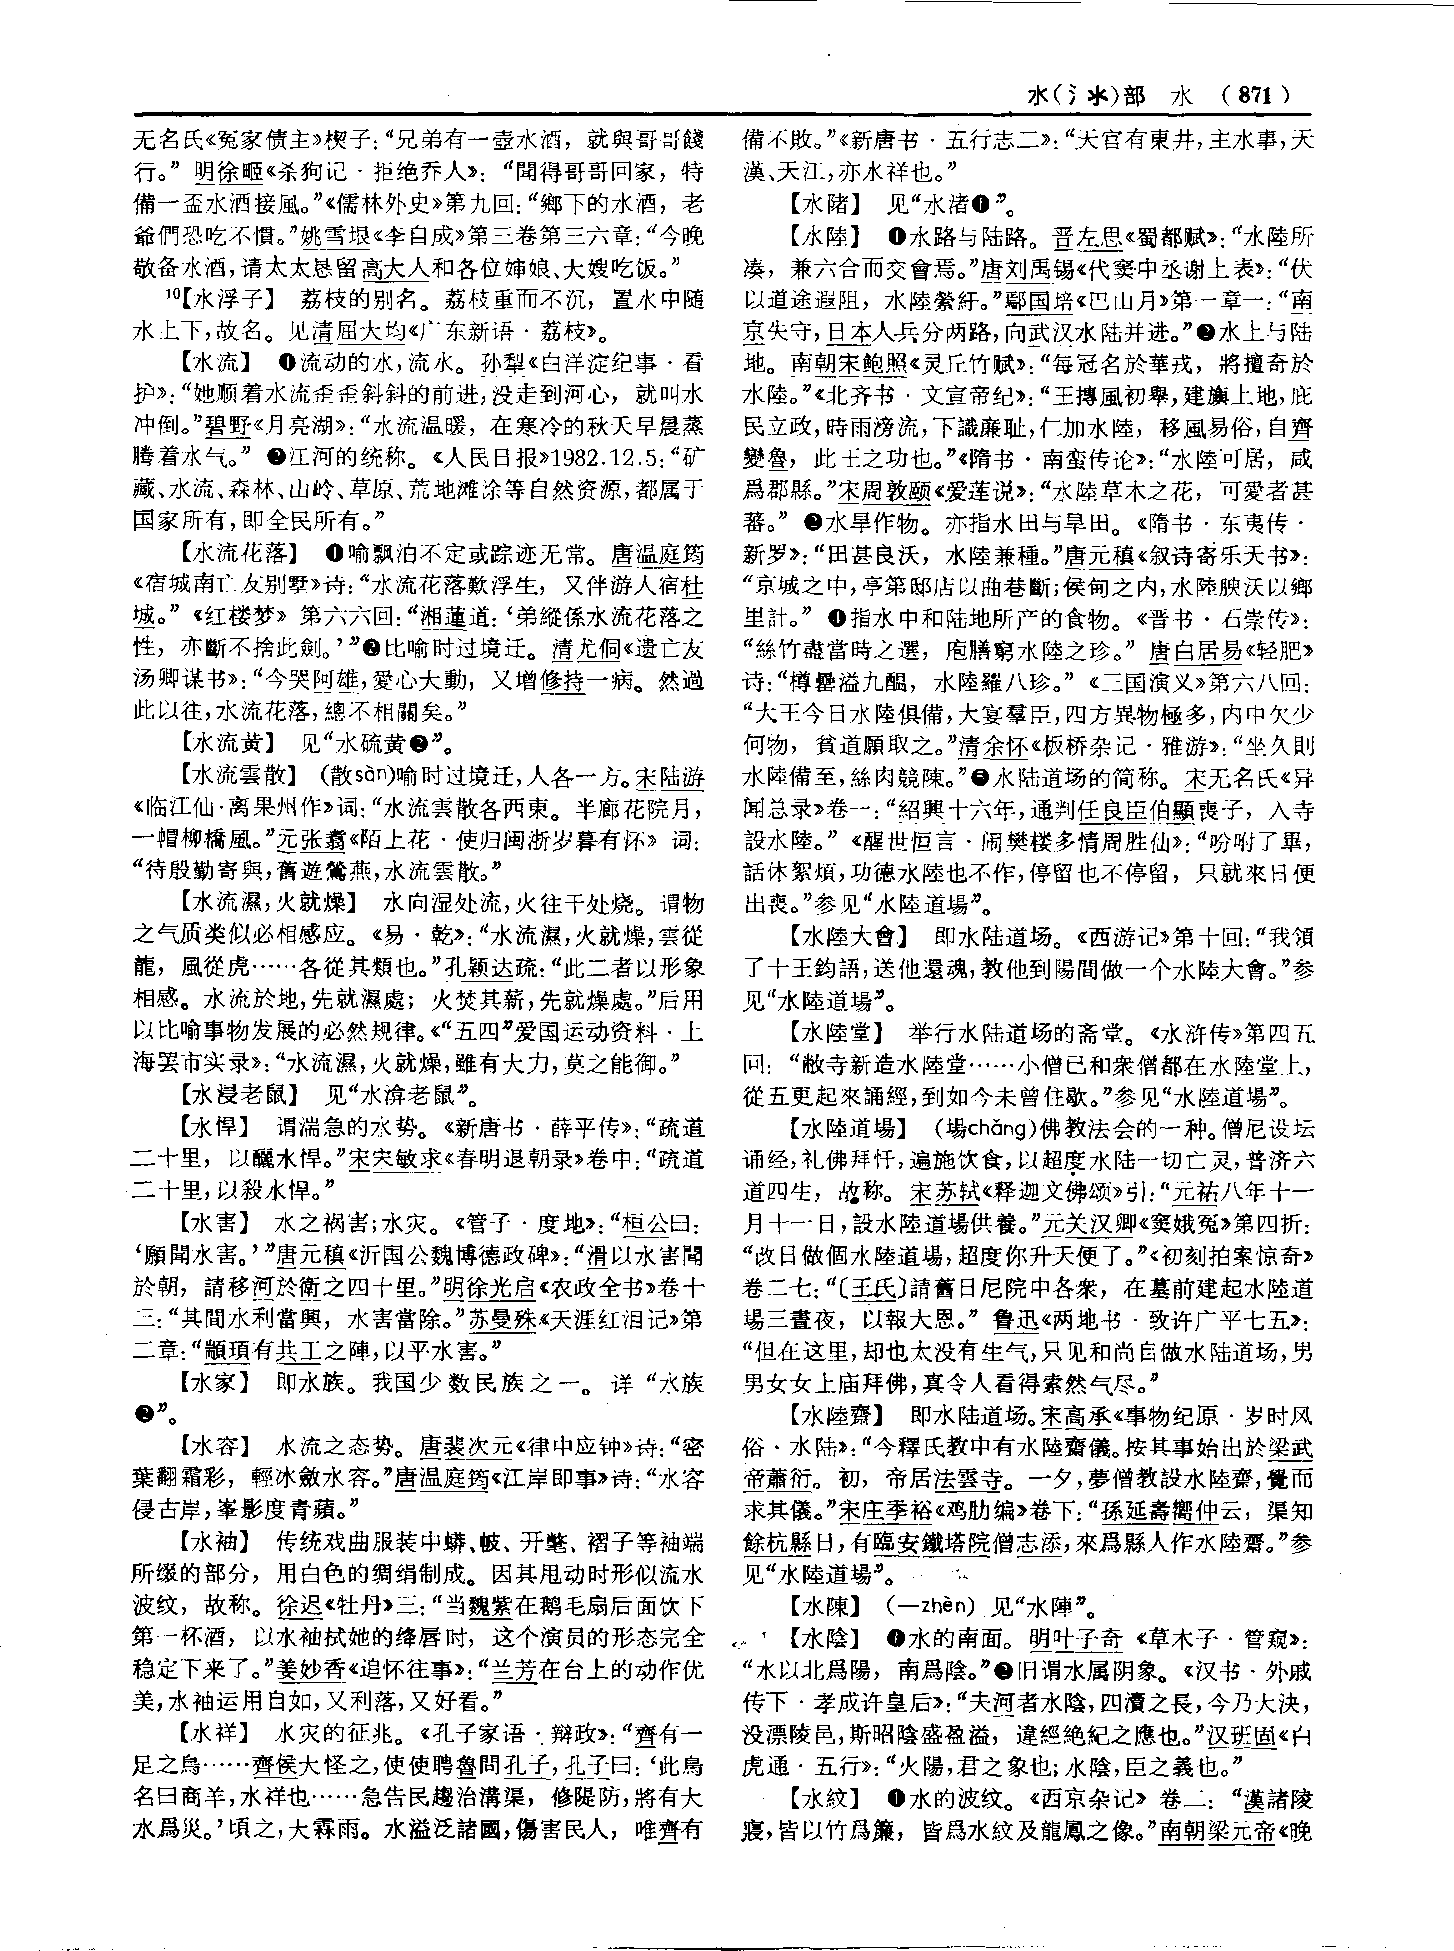 水(氵氺)部　水　(871)
无名氏《冤家债主》楔子:“兄弟有一壺水酒，就與哥哥餞
行。” 明徐𤱻《杀狗记·拒绝乔人》: “聞得哥哥回家，特
備一盃水酒接風。”《儒林外史》第九回:“鄉下的水酒，老
爺們恐吃不慣。”姚雪垠《李自成》第三卷第三六章:“今晚
敬备水酒,请太太恳留高大人和各位婶娘、大嫂吃饭。”
10【水浮子】 荔枝的别名。荔枝重而不沉，置水中随
水上下,故名。见清屈大均《广东新语·荔枝》。
【水流】 ❶流动的水,流水。孙犁《白洋淀纪事·看
护》:“她顺着水流歪歪斜斜的前进,没走到河心，就叫水
冲倒。”碧野《月亮湖》:“水流温暖，在寒冷的秋天早晨蒸
腾着水气。” ❷江河的统称。《人民日报》1982.12.5:“矿
藏、水流、森林、山岭、草原、荒地滩涂等自然资源,都属于
国家所有,即全民所有。”
【水流花落】 ❶喻飘泊不定或踪迹无常。唐温庭筠
《宿城南亡友别墅》诗:“水流花落歎浮生，又伴游人宿杜
城。” 《红楼梦》第六六回:“湘蓮道:‘弟縱係水流花落之
性，亦斷不捨此劍。’”❷比喻时过境迁。清尤侗《遗亡友
汤卿谋书》:“今哭阿雄,愛心大動，又增修持一病。然過
此以往,水流花落,總不相關矣。”
【水流黄】 见“水硫黄❷”。
【水流雲散】 (散sàn)喻时过境迁,人各一方。宋陆游
《临江仙·离果州作》词:“水流雲散各西東。半廊花院月，
一帽柳橋風。”元张翥《陌上花·使归闽浙岁暮有怀》 词:
“待殷勤寄與,舊遊鶯燕,水流雲散。”
【水流濕,火就燥】 水向湿处流,火往干处烧。谓物
之气质类似必相感应。《易·乾》:“水流濕,火就燥,雲從
龍，風從虎……各從其類也。”孔颖达疏:“此二者以形象
相感。水流於地,先就濕處; 火焚其薪,先就燥處。”后用
以比喻事物发展的必然规律。《“五四”爱国运动资料·上
海罢市实录》:“水流濕,火就燥,雖有大力,莫之能御。”
【水浸老鼠】 见“水渰老鼠”。
【水悍】 谓湍急的水势。《新唐书·薛平传》:“疏道
二十里，以釃水悍。”宋宋敏求《春明退朝录》卷中:“疏道
二十里,以殺水悍。”
【水害】 水之祸害;水灾。《管子·度地》:“桓公曰:
‘願聞水害。’”唐元稹《沂国公魏博德政碑》:“滑以水害聞
於朝，請移河於衛之四十里。”明徐光启《农政全书》卷十
三:“其間水利當興，水害當除。”苏曼殊《天涯红泪记》第
二章:“顓頊有共工之陣,以平水害。”
【水家】 即水族。我国少数民族之一。详“水族
❷”。
【水容】 水流之态势。唐裴次元《律中应钟》诗:“密
葉翻霜彩，輕冰斂水容。”唐温庭筠《江岸即事》诗:“水容
侵古岸,峯影度青蘋。”
【水袖】 传统戏曲服装中蟒、帔、开氅、褶子等袖端
所缀的部分，用白色的绸绢制成。因其甩动时形似流水
波纹，故称。徐迟《牡丹》三:“当魏紫在鹅毛扇后面饮下
第一杯酒，以水袖拭她的绛唇时，这个演员的形态完全
稳定下来了。”姜妙香《追怀往事》:“兰芳在台上的动作优
美,水袖运用自如,又利落,又好看。”
【水祥】 水灾的征兆。《孔子家语·辩政》:“齊有一
足之鳥……齊侯大怪之,使使聘魯問孔子,孔子曰:‘此鳥
名曰商羊,水祥也……急告民趨治溝渠，修隄防,將有大
水爲災。’頃之,大霖雨。水溢泛諸國,傷害民人，唯齊有
備不敗。”《新唐书·五行志二》:“天官有東井,主水事,天
漢、天江,亦水祥也。”
【水陼】 见“水渚❶”。
【水陸】 ❶水路与陆路。晋左思《蜀都赋》:“水陸所
凑，兼六合而交會焉。”唐刘禹锡《代窦中丞谢上表》:“伏
以道途遐阻，水陸縈紆。”鄢国培《巴山月》第一章一:“南
京失守,日本人兵分两路,向武汉水陆并进。”❷水上与陆
地。南朝宋鲍照《灵丘竹赋》:“每冠名於華戎，將擅奇於
水陸。”《北齐书·文宣帝纪》:“王摶風初舉,建旟上地,庇
民立政,時雨滂流,下識廉耻,仁加水陸，移風易俗,自齊
變魯，此王之功也。”《隋书·南蛮传论》:“水陸可居，咸
爲郡縣。”宋周敦颐《爱莲说》:“水陸草木之花，可愛者甚
蕃。” ❸水旱作物。亦指水田与旱田。《隋书·东夷传·
新罗》:“田甚良沃，水陸兼種。”唐元稹《叙诗寄乐天书》:
“京城之中,亭第邸店以曲巷斷;侯甸之内,水陸腴沃以鄉
里計。” ❹指水中和陆地所产的食物。《晋书·石崇传》:
“絲竹盡當時之選，庖膳窮水陸之珍。” 唐白居易《轻肥》
诗:“樽罍溢九醖，水陸羅八珍。” 《三国演义》第六八回:
“大王今日水陸俱備,大宴羣臣,四方異物極多,内中欠少
何物，貧道願取之。”清余怀《板桥杂记·雅游》:“坐久則
水陸備至,絲肉競陳。”❺水陆道场的简称。宋无名氏《异
闻总录》卷一:“紹興十六年,通判任良臣伯顯喪子，入寺
設水陸。” 《醒世恒言·闹樊楼多情周胜仙》:“吩咐了畢，
話休絮煩,功德水陸也不作,停留也不停留，只就來日便
出喪。”参见“水陸道場”。
【水陸大會】 即水陆道场。《西游记》第十回:“我領
了十王鈞語,送他還魂,教他到陽間做一个水陸大會。”参
见“水陸道場”。
【水陸堂】 举行水陆道场的斋堂。《水浒传》第四五
回: “敝寺新造水陸堂……小僧已和衆僧都在水陸堂上,
從五更起來誦經,到如今未曾住歇。”参见“水陸道場”。
【水陸道場】 (場chǎng)佛教法会的一种。僧尼设坛
诵经,礼佛拜忏,遍施饮食,以超度水陆一切亡灵,普济六
道四生，故称。宋苏轼《释迦文佛颂》引:“元祐八年十一
月十一日,設水陸道場供養。”元关汉卿《窦娥冤》第四折:
“改日做個水陸道場,超度你升天便了。”《初刻拍案惊奇》
卷二七:“〔王氏〕請舊日尼院中各衆，在墓前建起水陸道
場三晝夜，以報大恩。” 鲁迅《两地书·致许广平七五》:
“但在这里,却也太没有生气,只见和尚自做水陆道场,男
男女女上庙拜佛,真令人看得索然气尽。”
【水陸齋】 即水陆道场。宋高承《事物纪原·岁时风
俗·水陆》:“今釋氏教中有水陸齋儀。按其事始出於梁武
帝蕭衍。初，帝居法雲寺。一夕,夢僧教設水陸齋,覺而
求其儀。”宋庄季裕《鸡肋编》卷下:“孫延壽嚮仲云，渠知
餘杭縣日,有臨安鐵塔院僧志添,來爲縣人作水陸齋。”参
见“水陸道場”。
【水陳】 (—zhèn) 见“水陣”。
【水陰】 ❶水的南面。明叶子奇《草木子·管窥》:
“水以北爲陽，南爲陰。”❷旧谓水属阴象。《汉书·外戚
传下·孝成许皇后》:“夫河者水陰,四瀆之長,今乃大決,
没漂陵邑,斯昭陰盛盈溢，違經絶紀之應也。”汉班固《白
虎通·五行》:“火陽,君之象也;水陰,臣之義也。”
【水紋】 ❶水的波纹。《西京杂记》 卷二: “漢諸陵
寢,皆以竹爲簾，皆爲水紋及龍鳳之像。”南朝梁元帝《晚